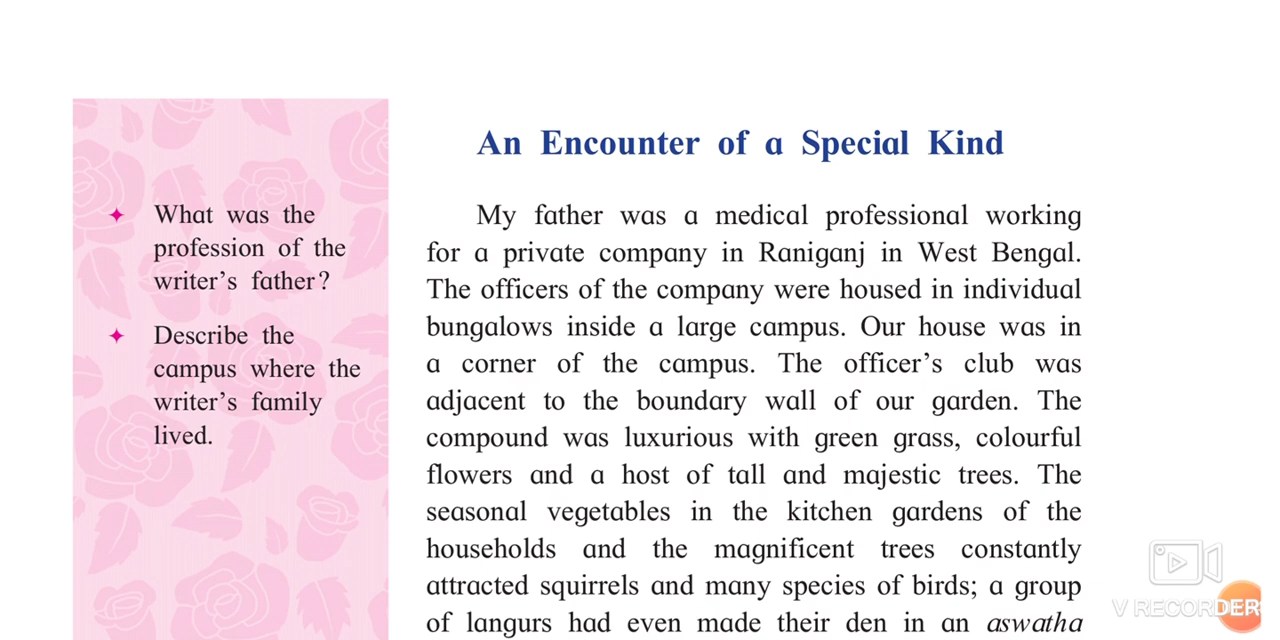 An Encounter of a Special Kind
What was the
profession of the
writer's father?
Describe the
campus where the
writer's family
lived.
My father was a medical professional working
for a private company in Raniganj in West Bengal.
The officers of the company were housed in individual
bungalows inside a large campus. Our house was in
a corner of the campus. The officer's club was
adjacent to the boundary wall of our garden. The
compound was luxurious with green grass, colourful
flowers and a host of tall and majestic trees. The
seasonal vegetables in the kitchen gardens of the
households and the magnificent trees constantly
attracted squirrels and many species of birds; a group
of langurs had even made their den in an aswatha
V RECORDER